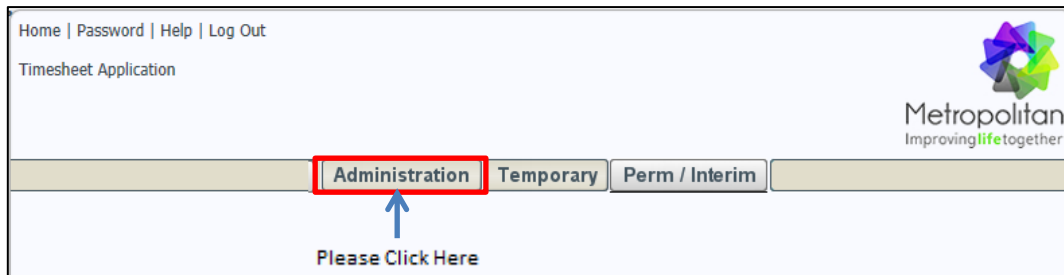 Home | Password | Help | Log Out
Timesheet Application
Metropolitan
Improvinglifetogether
Administration Temporary Perm / Interim
Please Click Here